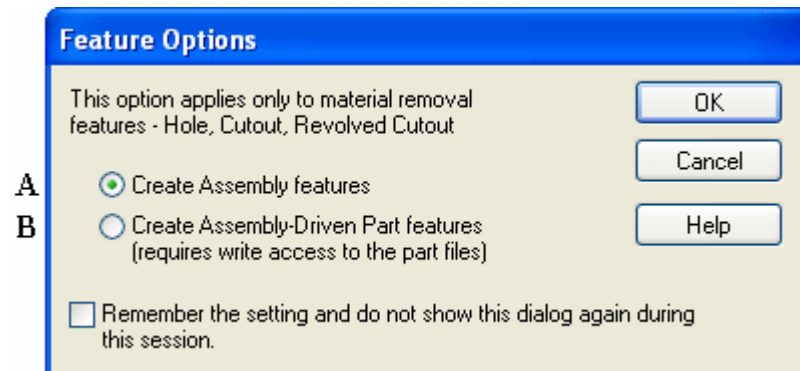 Feature Options
This option applies only to material removal
features - Hole, Cutout, Revolved Cutout
OK
Cancel
A
Create Assembly features
B
Create Assembly-Driven Part features
(requires write access to the part files)
Help
Remember the setting and do not show this dialog again during
this session.